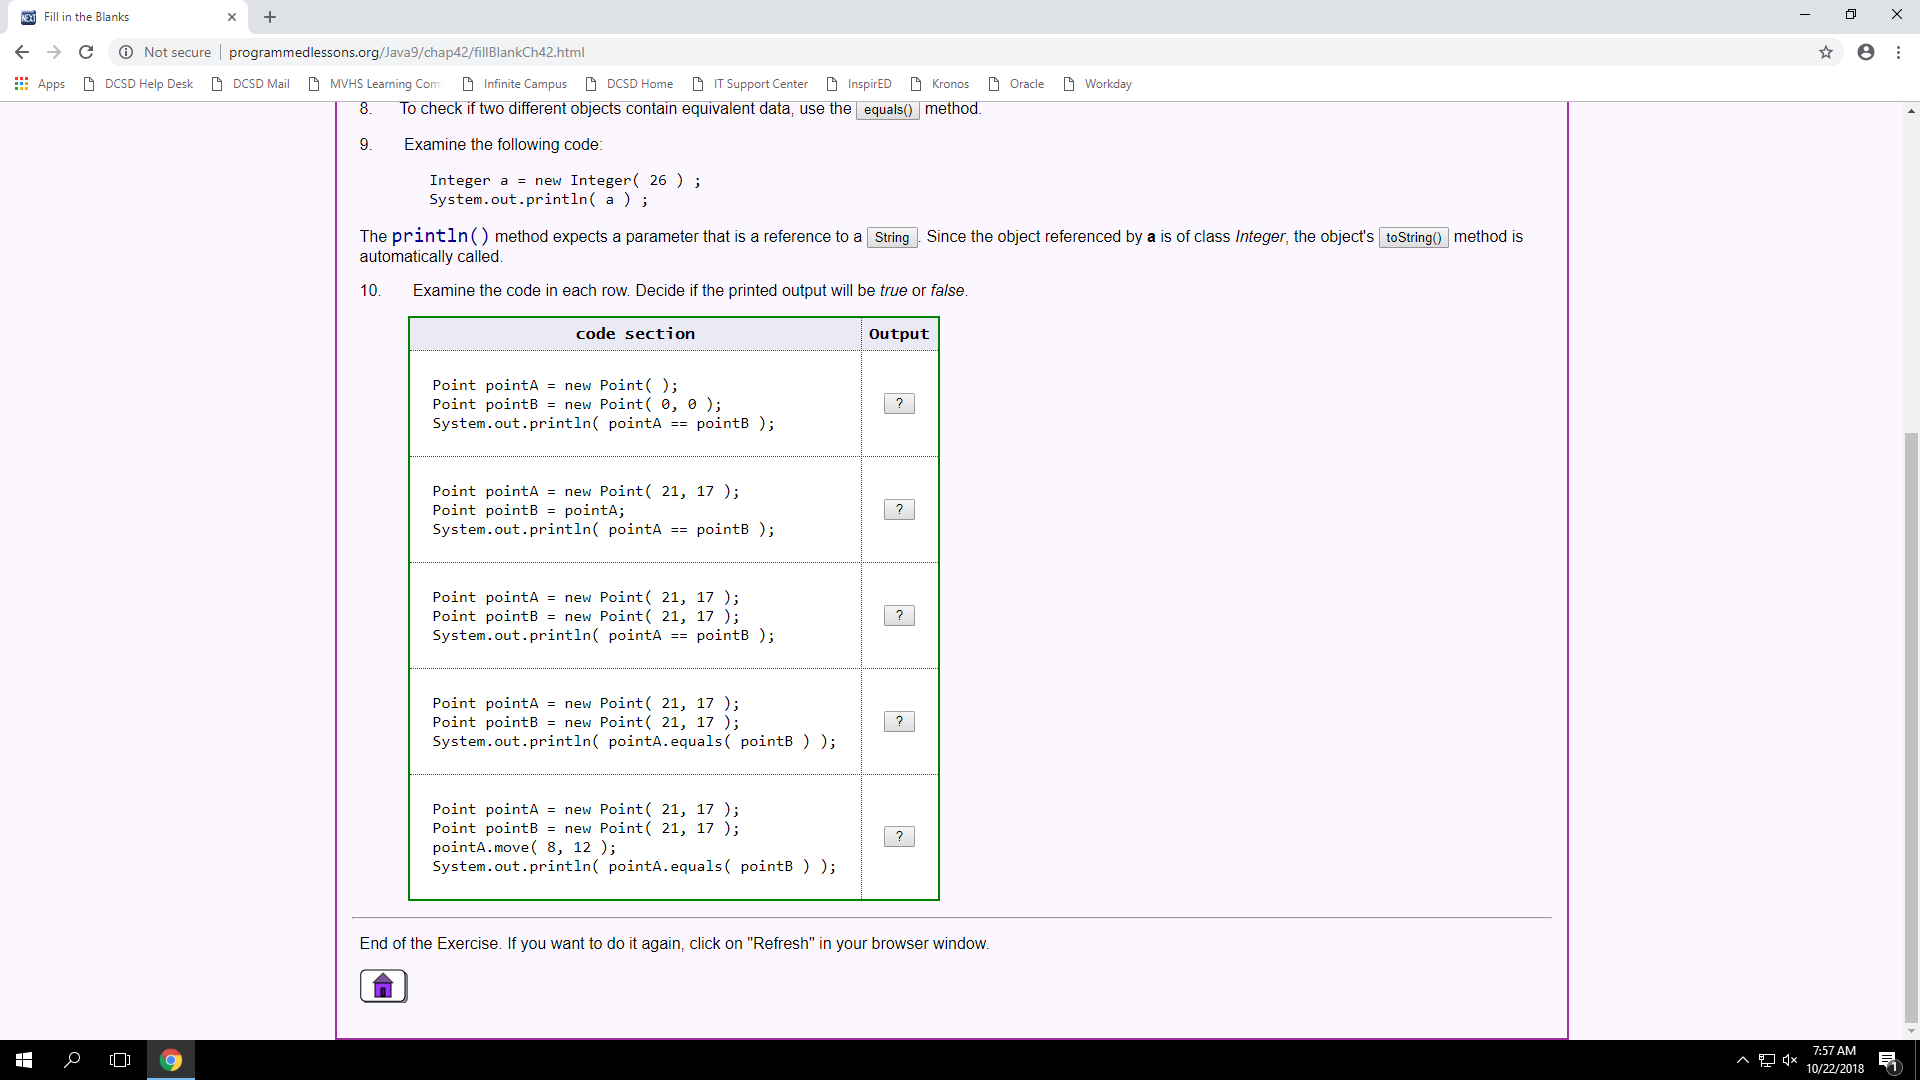 Fill in the Blanks
Not secure | programmedlessons.org/Java9/chap42/fillBlankCh42.html
Apps DCSD Help Desk DCSD Mail MVHS Learning Com Infinite Campus DCSD Home IT Support Center InspirED Kronos Oracle Workday
8. To check if two different objects contain equivalent data, use the equals() method.
9. Examine the following code:
Integer a = new Integer( 26 ) ;
System.out.println( a ) ;
The println() method expects a parameter that is a reference to a String . Since the object referenced by a is of class Integer, the object's toString() method is
automatically called.
10. Examine the code in each row. Decide if the printed output will be true or false.
code section Output
Point pointA = new Point( );
Point pointB = new Point( 0, 0 );
?
System.out.println( pointA == pointB );
Point pointA = new Point( 21, 17 );
Point pointB = pointA;
?
System.out.println( pointA == pointB );
Point pointA = new Point( 21, 17 );
Point pointB = new Point( 21, 17 );
?
System.out.println( pointA == pointB );
Point pointA = new Point( 21, 17 );
Point pointB = new Point( 21, 17 );
?
System.out.println( pointA.equals( pointB ) );
Point pointA = new Point( 21, 17 );
Point pointB = new Point( 21, 17 );
?
pointA.move( 8, 12 );
System.out.println( pointA.equals( pointB ) );
End of the Exercise. If you want to do it again, click on "Refresh" in your browser window.
7:57 AM
10/22/2018
1